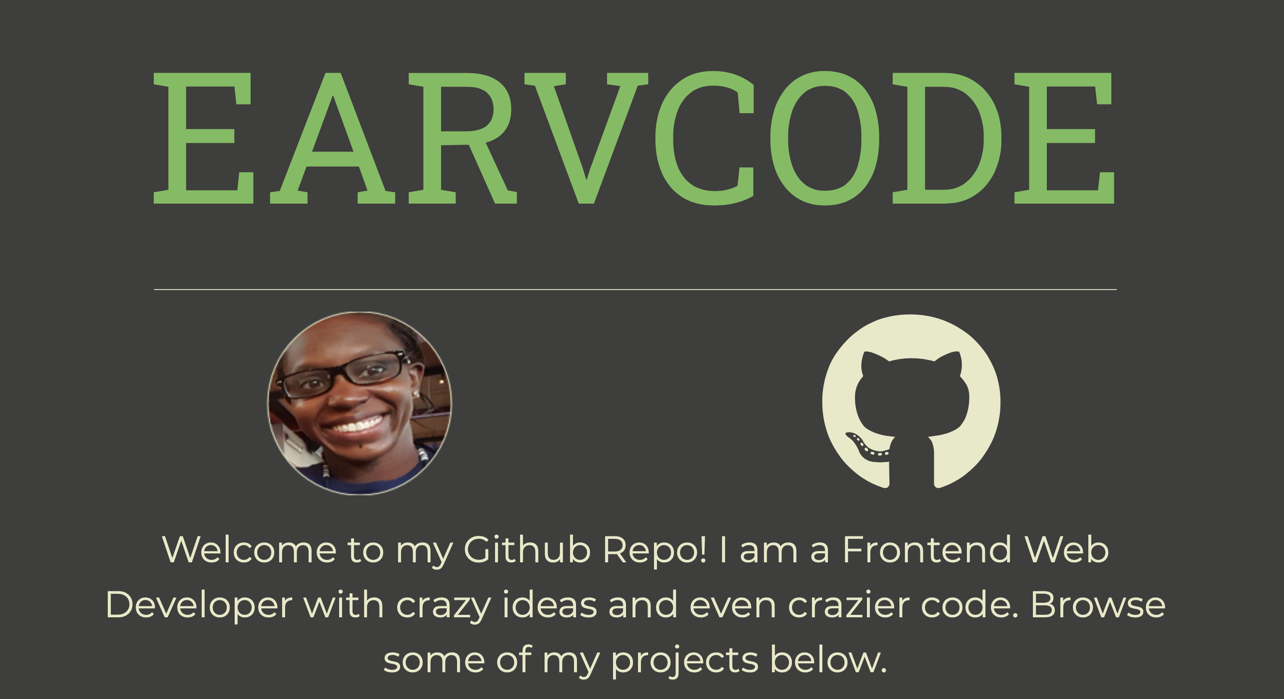 EARVCODE
Welcome to my Github Repo! I am a Frontend Web
Developer with crazy ideas and even crazier code. Browse
some of my projects below.